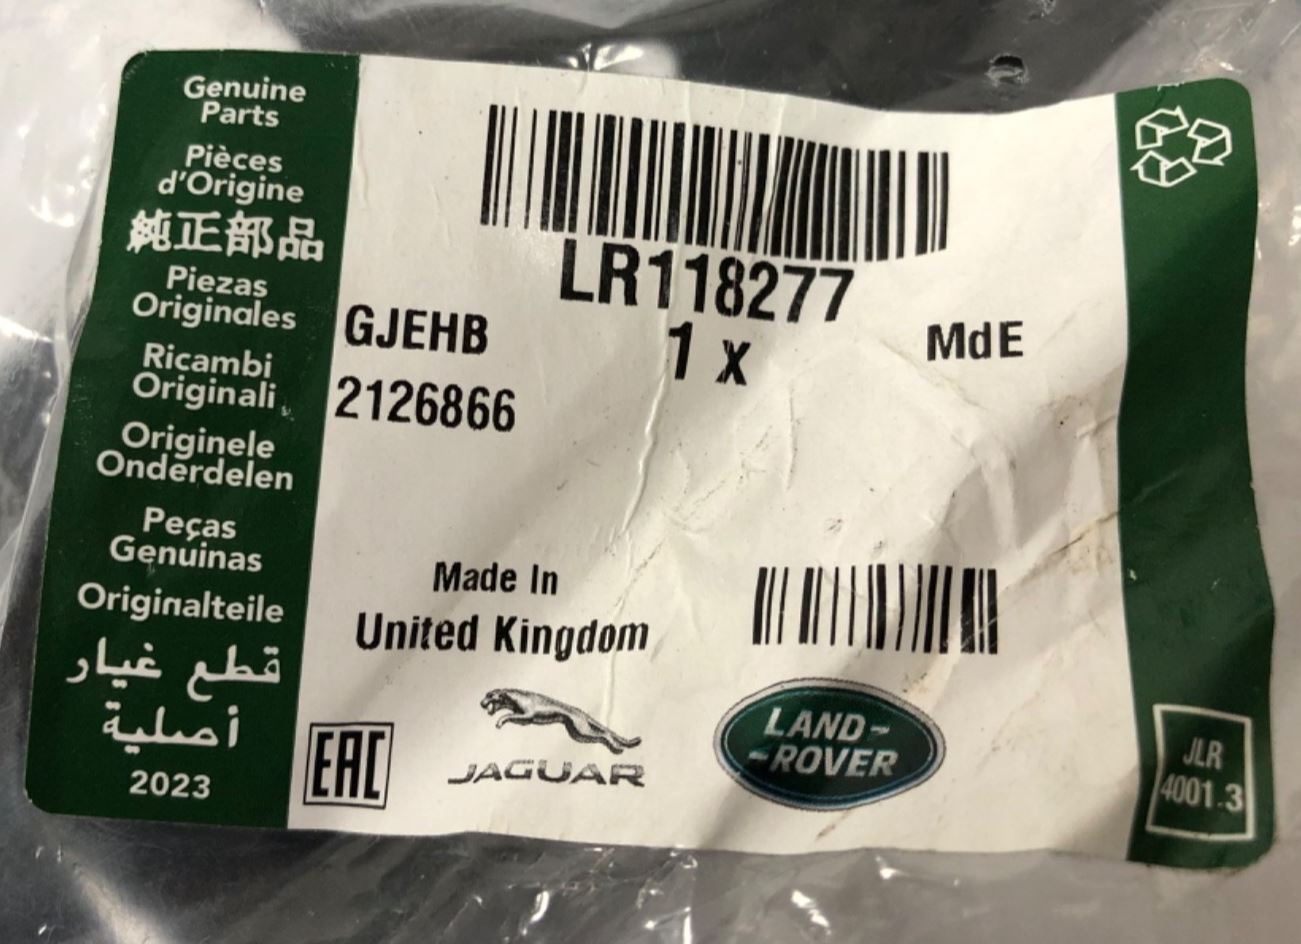 Genuine
Parts
Pièces
d'Origine
純正部品
Piezas
Originales
Ricambi
Originali
Originele
Onderdelen
Peças
Genuinas
Originalteile
قطع غيار
أصلية
2023
LR118277
GJEHB
1 x
MdE
2126866
Made In
United Kingdom
EAC
JAGUAR
LAND-
-ROVER
JLR
4001.3